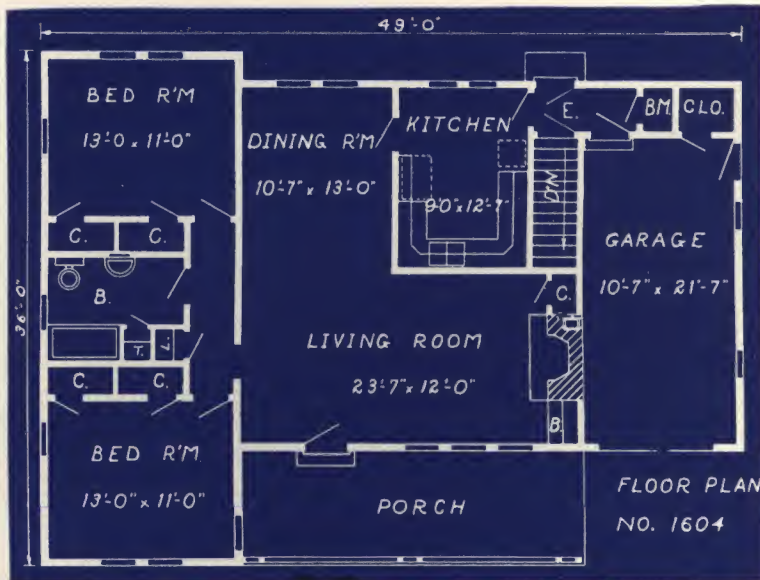 49'-0"
36'-0"
BED R'M
13'-0 x 11'-0"
DINING R'M
10'-7" x 13'-0"
KITCHEN
9'0" x 12'-7"
E.
BM.
CLO.
DN
GARAGE
10'-7" x 21'-7"
C.
C.
B.
T.
L.
C.
C.
LIVING ROOM
23'-7" x 12'-0"
C.
B.
BED R'M
13'-0" x 11'-0"
PORCH
FLOOR PLAN
NO. 1604